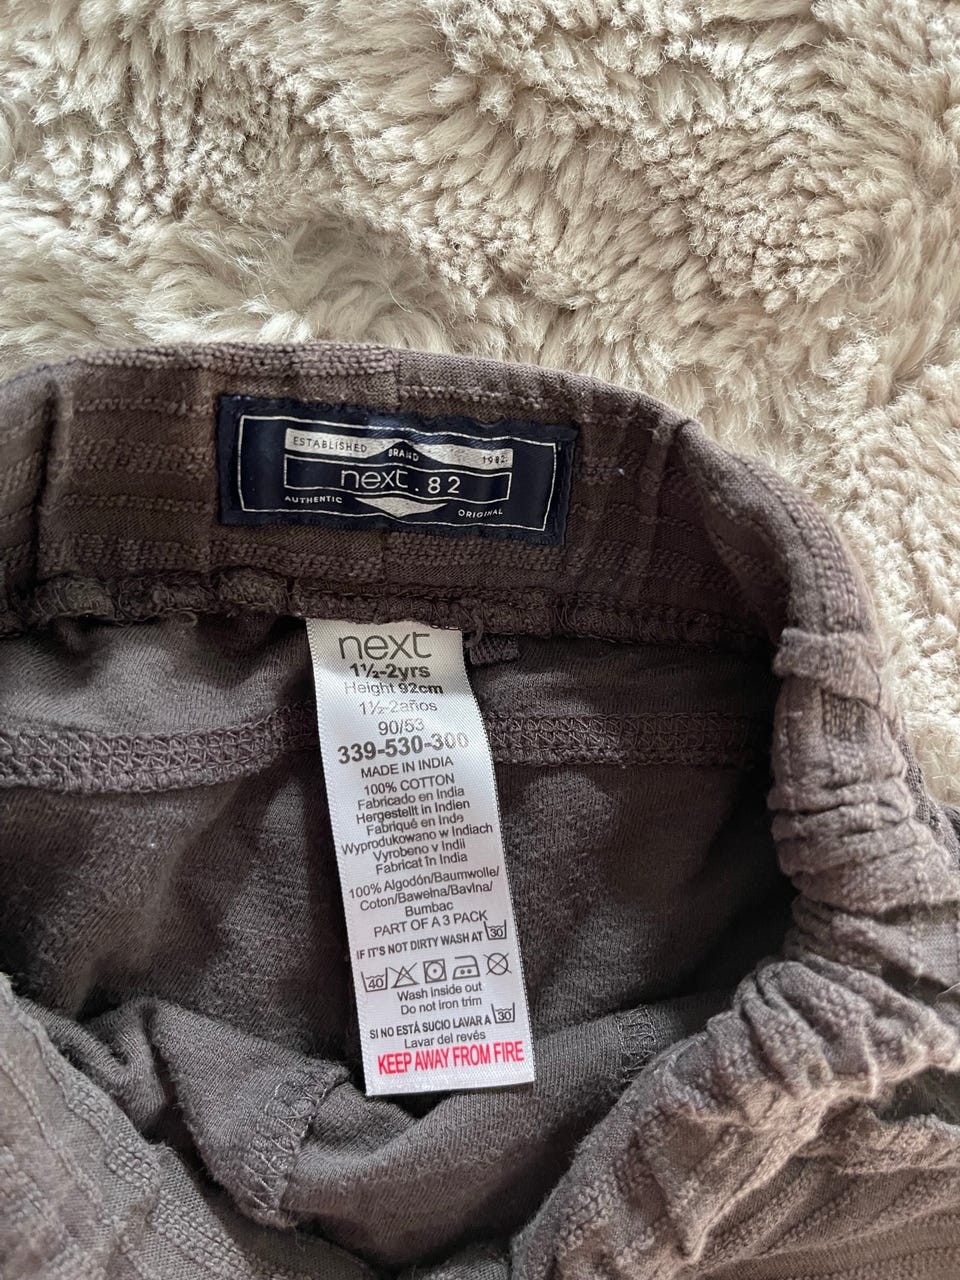 ESTABLISHED BRAND 1982
next.82
AUTHENTIC ORIGINAL
next
1½-2yrs
Height 92cm
1½-2años
90/53
339-530-300
MADE IN INDIA
100% COTTON
Fabricado en India
Hergestellt in Indien
Fabriqué en Inde
Wyprodukowano w Indiach
Vyrobeno v Indii
Fabricat în India
100% Algodón/Baumwolle/
Coton/Bawełna/Bavlna/
Bumbac
PART OF A 3 PACK
IF IT'S NOT DIRTY WASH AT 30
40
Wash inside out
Do not iron trim
SI NO ESTÁ SUCIO LAVAR A 30
Lavar del revés
KEEP AWAY FROM FIRE